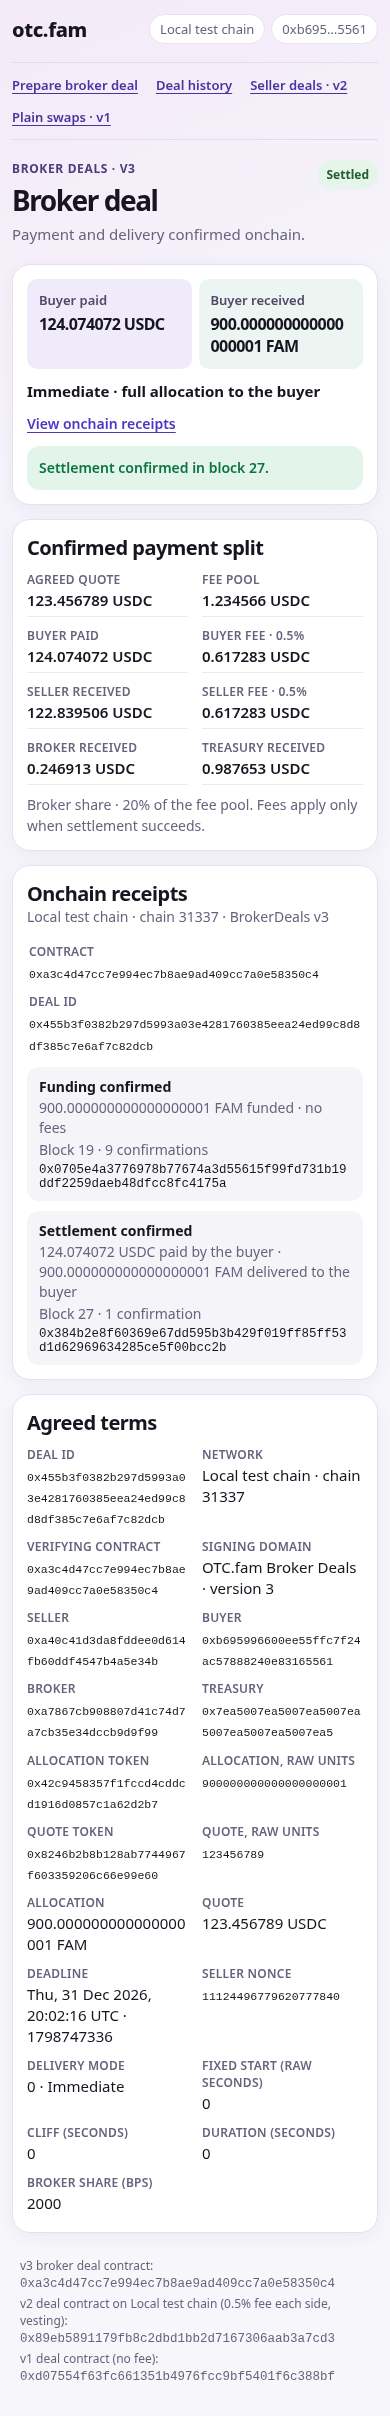 otc.fam
Local test chain
0xb695…5561
Prepare broker deal
Deal history
Seller deals · v2
Plain swaps · v1
BROKER DEALS · V3
Settled
Broker deal
Payment and delivery confirmed onchain.
Buyer paid
124.074072 USDC
Buyer received
900.000000000000
000001 FAM
Immediate · full allocation to the buyer
View onchain receipts
Settlement confirmed in block 27.
Confirmed payment split
AGREED QUOTE
123.456789 USDC
FEE POOL
1.234566 USDC
BUYER PAID
124.074072 USDC
BUYER FEE · 0.5%
0.617283 USDC
SELLER RECEIVED
122.839506 USDC
SELLER FEE · 0.5%
0.617283 USDC
BROKER RECEIVED
0.246913 USDC
TREASURY RECEIVED
0.987653 USDC
Broker share · 20% of the fee pool. Fees apply only
when settlement succeeds.
Onchain receipts
Local test chain · chain 31337 · BrokerDeals v3
CONTRACT
0xa3c4d47cc7e994ec7b8ae9ad409cc7a0e58350c4
DEAL ID
0x455b3f0382b297d5993a03e4281760385eea24ed99c8d8
df385c7e6af7c82dcb
Funding confirmed
900.000000000000000001 FAM funded · no
fees
Block 19 · 9 confirmations
0x0705e4a3776978b77674a3d55615f99fd731b19
ddf2259daeb48dfcc8fc4175a
Settlement confirmed
124.074072 USDC paid by the buyer ·
900.000000000000000001 FAM delivered to the
buyer
Block 27 · 1 confirmation
0x384b2e8f60369e67dd595b3b429f019ff85ff53
d1d62969634285ce5f00bcc2b
Agreed terms
DEAL ID
0x455b3f0382b297d5993a0
3e4281760385eea24ed99c8
d8df385c7e6af7c82dcb
NETWORK
Local test chain · chain
31337
VERIFYING CONTRACT
0xa3c4d47cc7e994ec7b8ae
9ad409cc7a0e58350c4
SIGNING DOMAIN
OTC.fam Broker Deals
· version 3
SELLER
0xa40c41d3da8fddee0d614
fb60ddf4547b4a5e34b
BUYER
0xb695996600ee55ffc7f24
ac57888240e83165561
BROKER
0xa7867cb908807d41c74d7
a7cb35e34dccb9d9f99
TREASURY
0x7ea5007ea5007ea5007ea
5007ea5007ea5007ea5
ALLOCATION TOKEN
0x42c9458357f1fccd4cddc
d1916d0857c1a62d2b7
ALLOCATION, RAW UNITS
900000000000000000001
QUOTE TOKEN
0x8246b2b8b128ab7744967
f603359206c66e99e60
QUOTE, RAW UNITS
123456789
ALLOCATION
900.000000000000000
001 FAM
QUOTE
123.456789 USDC
DEADLINE
Thu, 31 Dec 2026,
20:02:16 UTC ·
1798747336
SELLER NONCE
11124496779620777840
DELIVERY MODE
0 · Immediate
FIXED START (RAW
SECONDS)
0
CLIFF (SECONDS)
0
DURATION (SECONDS)
0
BROKER SHARE (BPS)
2000
v3 broker deal contract:
0xa3c4d47cc7e994ec7b8ae9ad409cc7a0e58350c4
v2 deal contract on Local test chain (0.5% fee each side,
vesting):
0x89eb5891179fb8c2dbd1bb2d7167306aab3a7cd3
v1 deal contract (no fee):
0xd07554f63fc661351b4976fcc9bf5401f6c388bf